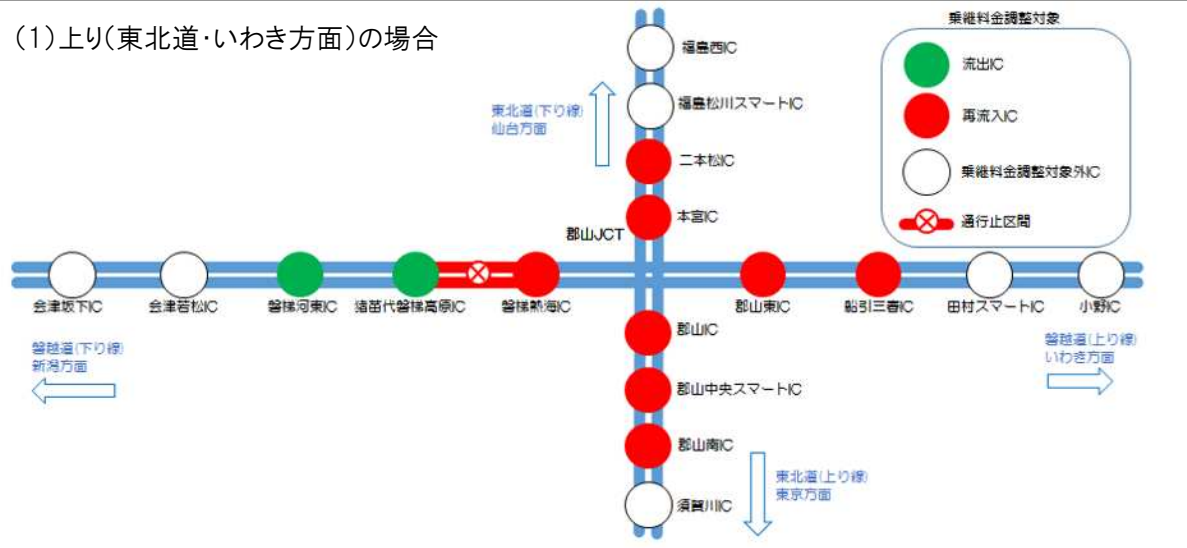 (1)上り(東北道・いわき方面)の場合
乗継料金調整対象
流出IC
再流入IC
乗継料金調整対象外IC
通行止区間
福島西IC
福島松川スマートIC
東北道(下り線)
仙台方面
二本松IC
本宮IC
郡山JCT
会津坂下IC
会津若松IC
磐梯河東IC
猪苗代磐梯高原IC
磐梯熱海IC
郡山東IC
船引三春IC
田村スマートIC
小野IC
磐越道(下り線)
新潟方面
磐越道(上り線)
いわき方面
郡山IC
郡山中央スマートIC
郡山南IC
東北道(上り線)
東京方面
須賀川IC